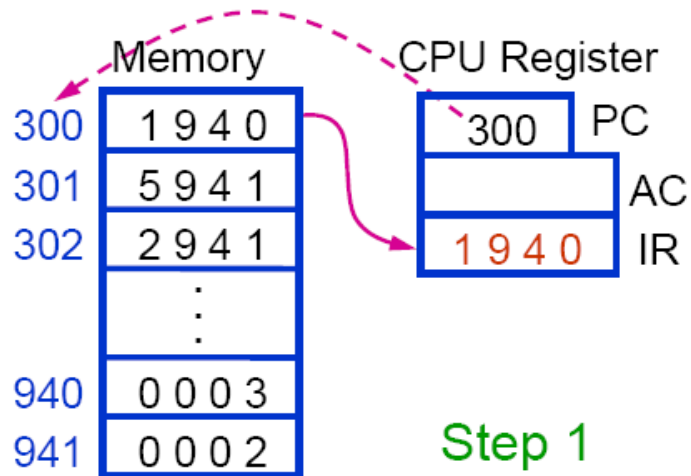 Memory CPU Register
300 1 9 4 0 300 PC
301 5 9 4 1 AC
302 2 9 4 1 1 9 4 0 IR
940 0 0 0 3
941 0 0 0 2 Step 1